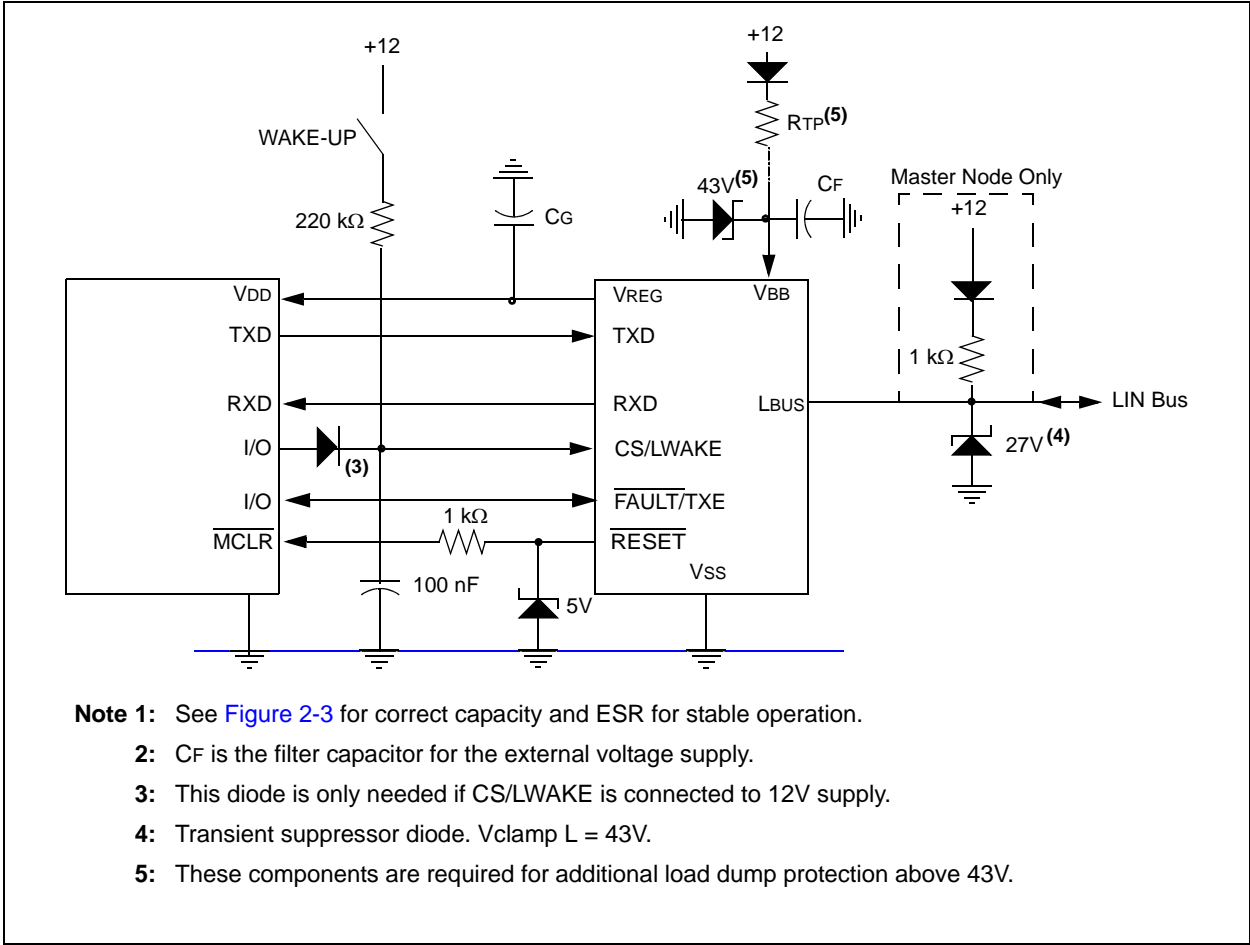 +12
+12
RTP(5)
WAKE-UP
43V(5)
CF
Master Node Only
+12
220 kΩ
CG
VDD
VREG
VBB
TXD
TXD
1 kΩ
RXD
RXD
LBUS
LIN Bus
I/O
(3)
CS/LWAKE
27V(4)
I/O
FAULT/TXE
1 kΩ
MCLR
RESET
VSS
100 nF
5V
Note 1: See Figure 2-3 for correct capacity and ESR for stable operation.
2: CF is the filter capacitor for the external voltage supply.
3: This diode is only needed if CS/LWAKE is connected to 12V supply.
4: Transient suppressor diode. Vclamp L = 43V.
5: These components are required for additional load dump protection above 43V.